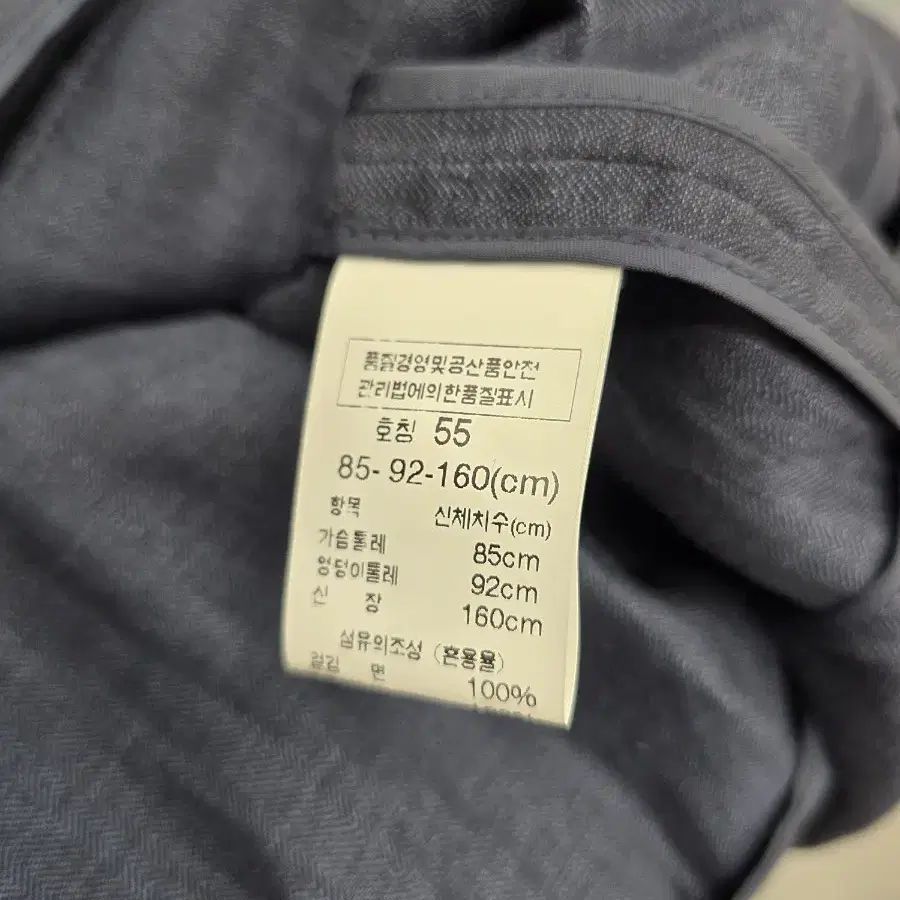 품질경영및공산품안전
관리법에의한품질표시
호칭 55
85-92-160(cm)
항목 신체치수(cm)
가슴둘레 85cm
엉덩이둘레 92cm
신 장 160cm
섬유의조성 (혼용율)
겉감 면 100%